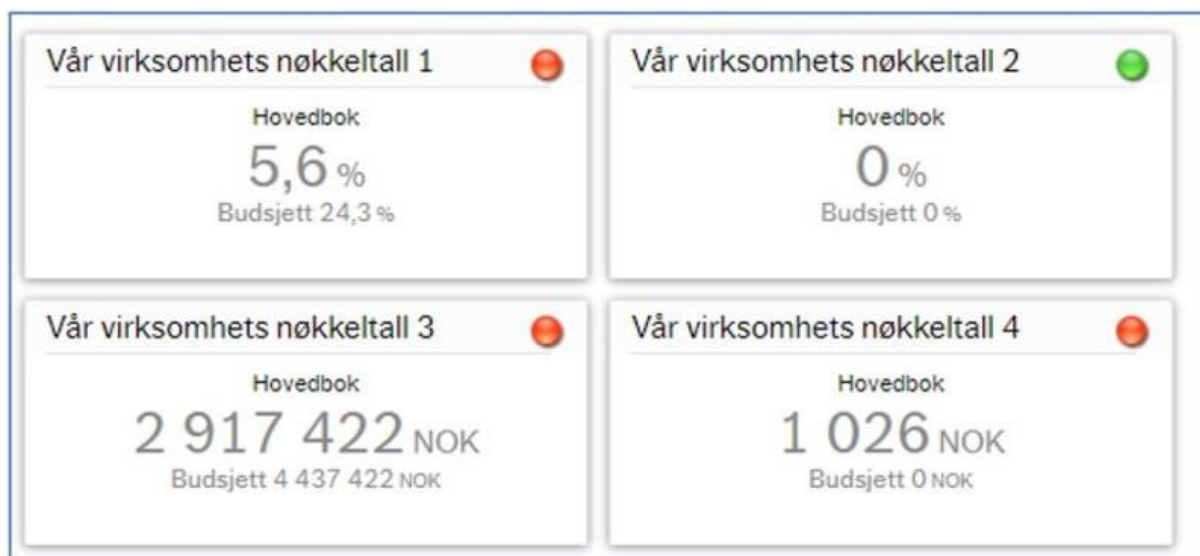 Vår virksomhets nøkkeltall 1
Hovedbok
5,6 %
Budsjett 24,3 %
Vår virksomhets nøkkeltall 2
Hovedbok
0 %
Budsjett 0 %
Vår virksomhets nøkkeltall 3
Hovedbok
2 917 422 NOK
Budsjett 4 437 422 NOK
Vår virksomhets nøkkeltall 4
Hovedbok
1 026 NOK
Budsjett 0 NOK